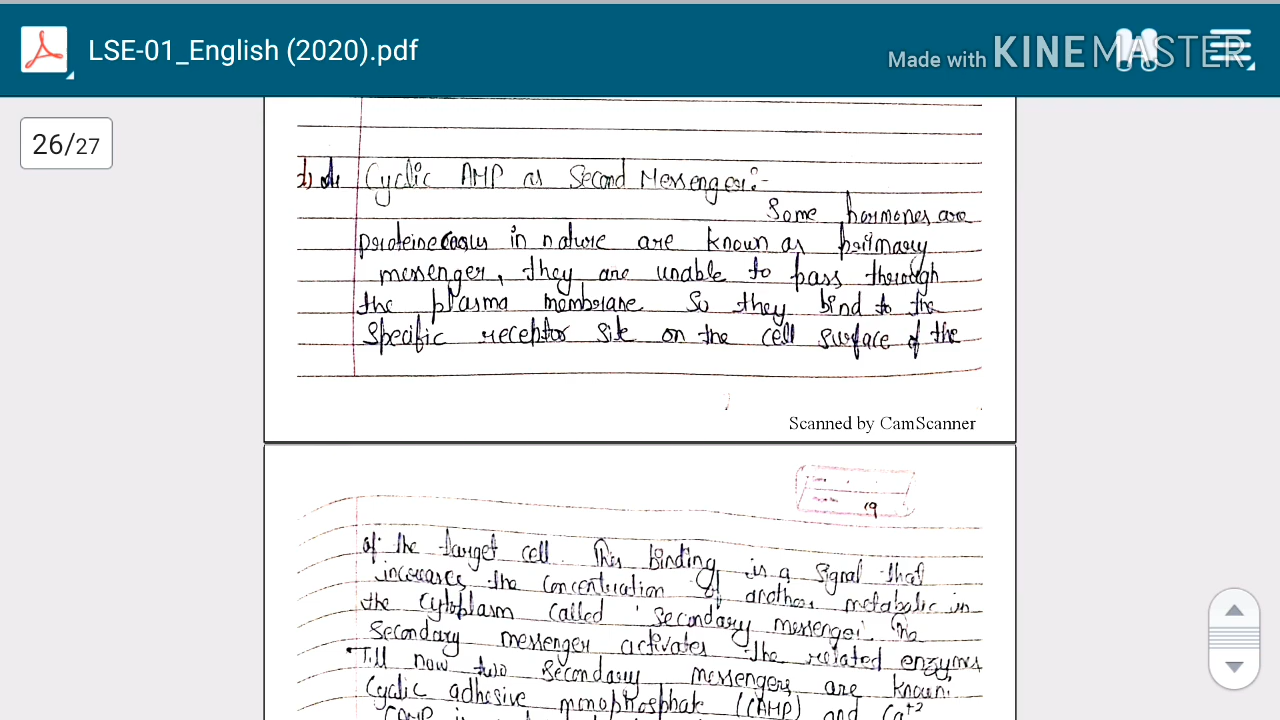 LSE-01_English (2020).pdf
Made with KINEMASTER
26/27
Cyclic AMP as Second Messenger:-
Some hormones are
proteineous in nature are known as primary
messenger, they are unable to pass through
the plasma membrane So they bind to the
specific receptor site on the cell surface of the
Scanned by CamScanner
19
of the target cell. This binding is a signal that
increases the concentration of another metabolic in
the cytoplasm called 'secondary messenger'. The
Secondary messenger activates the related enzyms
Till now two secondary messengers are known.
Cyclic adhesive monophosphate (CAMP) and Ca+2
CAMP is